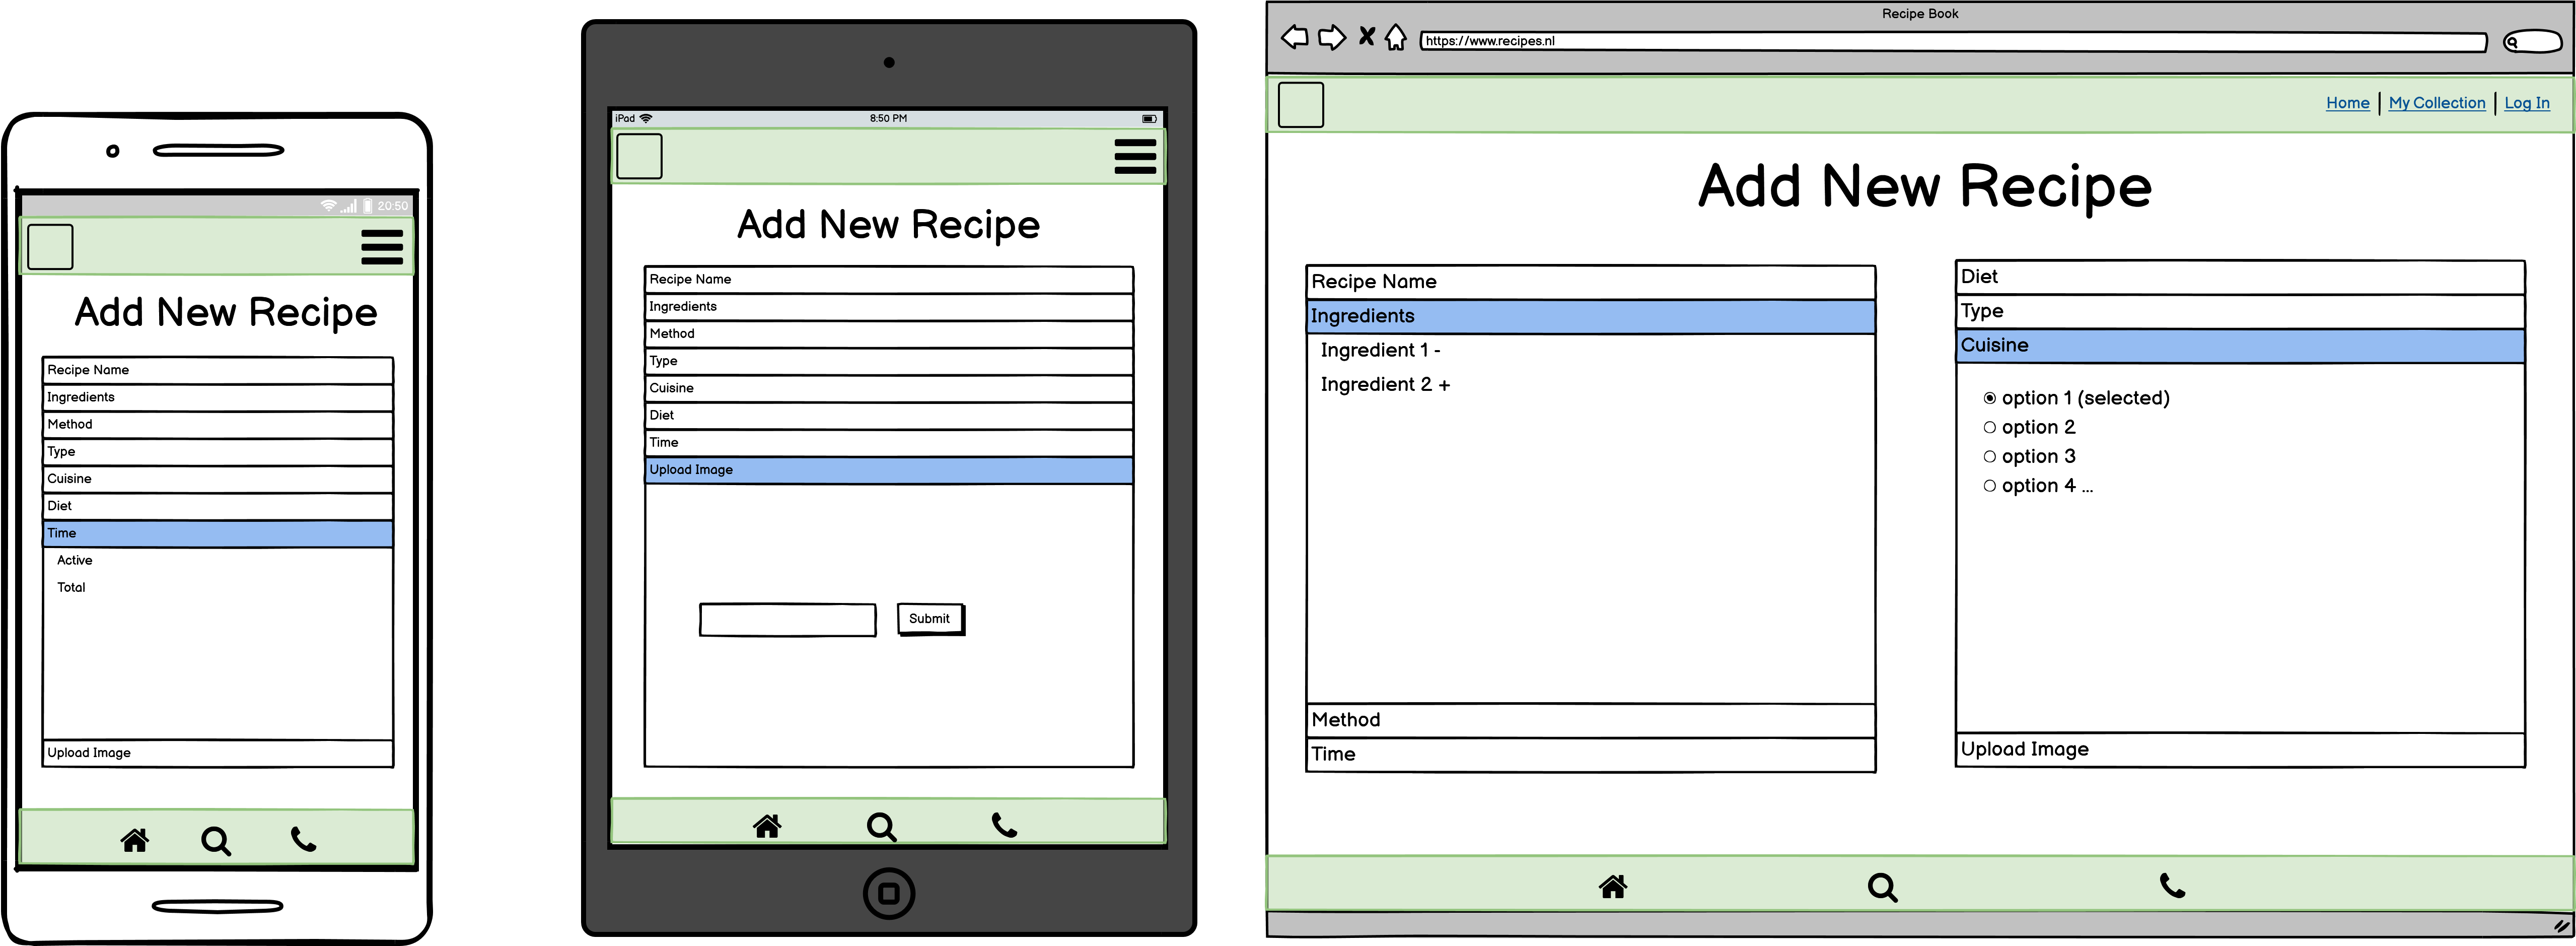 20:50
Add New Recipe
Recipe Name
Ingredients
Method
Type
Cuisine
Diet
Time
Active
Total
Upload Image
iPad
8:50 PM
Add New Recipe
Recipe Name
Ingredients
Method
Type
Cuisine
Diet
Time
Upload Image
Submit
Recipe Book
https://www.recipes.nl
Home | My Collection | Log In
Add New Recipe
Recipe Name
Ingredients
Ingredient 1 -
Ingredient 2 +
Method
Time
Diet
Type
Cuisine
option 1 (selected)
option 2
option 3
option 4 ...
Upload Image